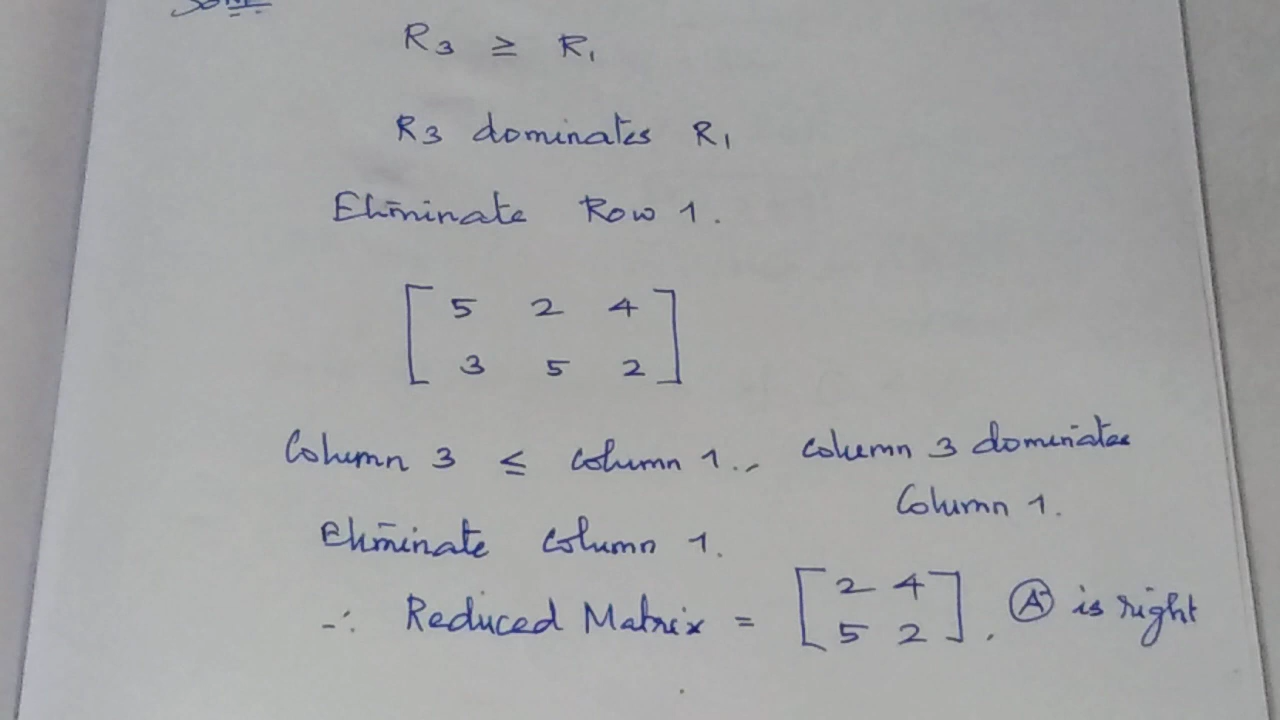 R3 ≥ R1
R3 dominates R1
Eliminate Row 1.
[ 5 2 4
3 5 2 ]
Column 3 ≤ column 1., column 3 dominates
Column 1.
Eliminate column 1.
∴ Reduced Matrix = [ 2 4
5 2 ]. (A) is right